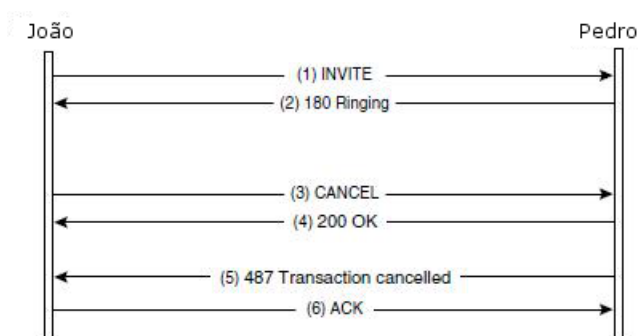 João Pedro
(1) INVITE
(2) 180 Ringing
(3) CANCEL
(4) 200 OK
(5) 487 Transaction cancelled
(6) ACK